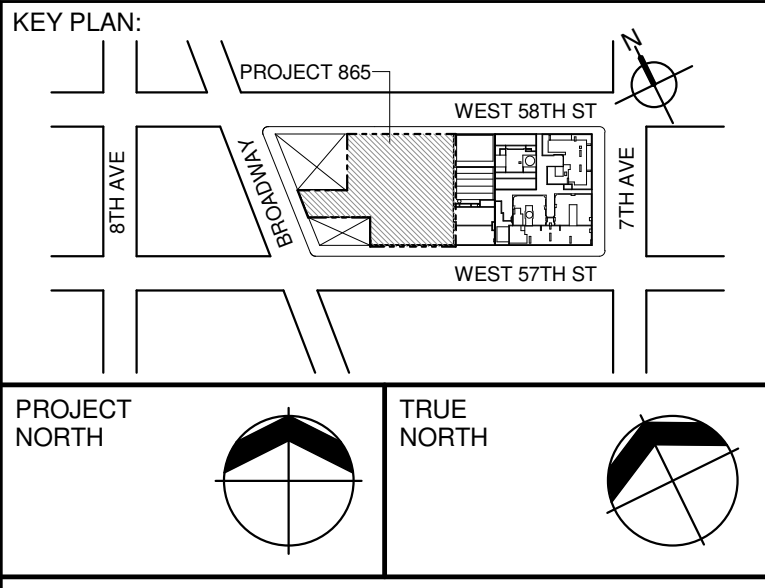 KEY PLAN:
N
PROJECT 865
WEST 58TH ST
8TH AVE
BROADWAY
7TH AVE
WEST 57TH ST
PROJECT
NORTH
TRUE
NORTH